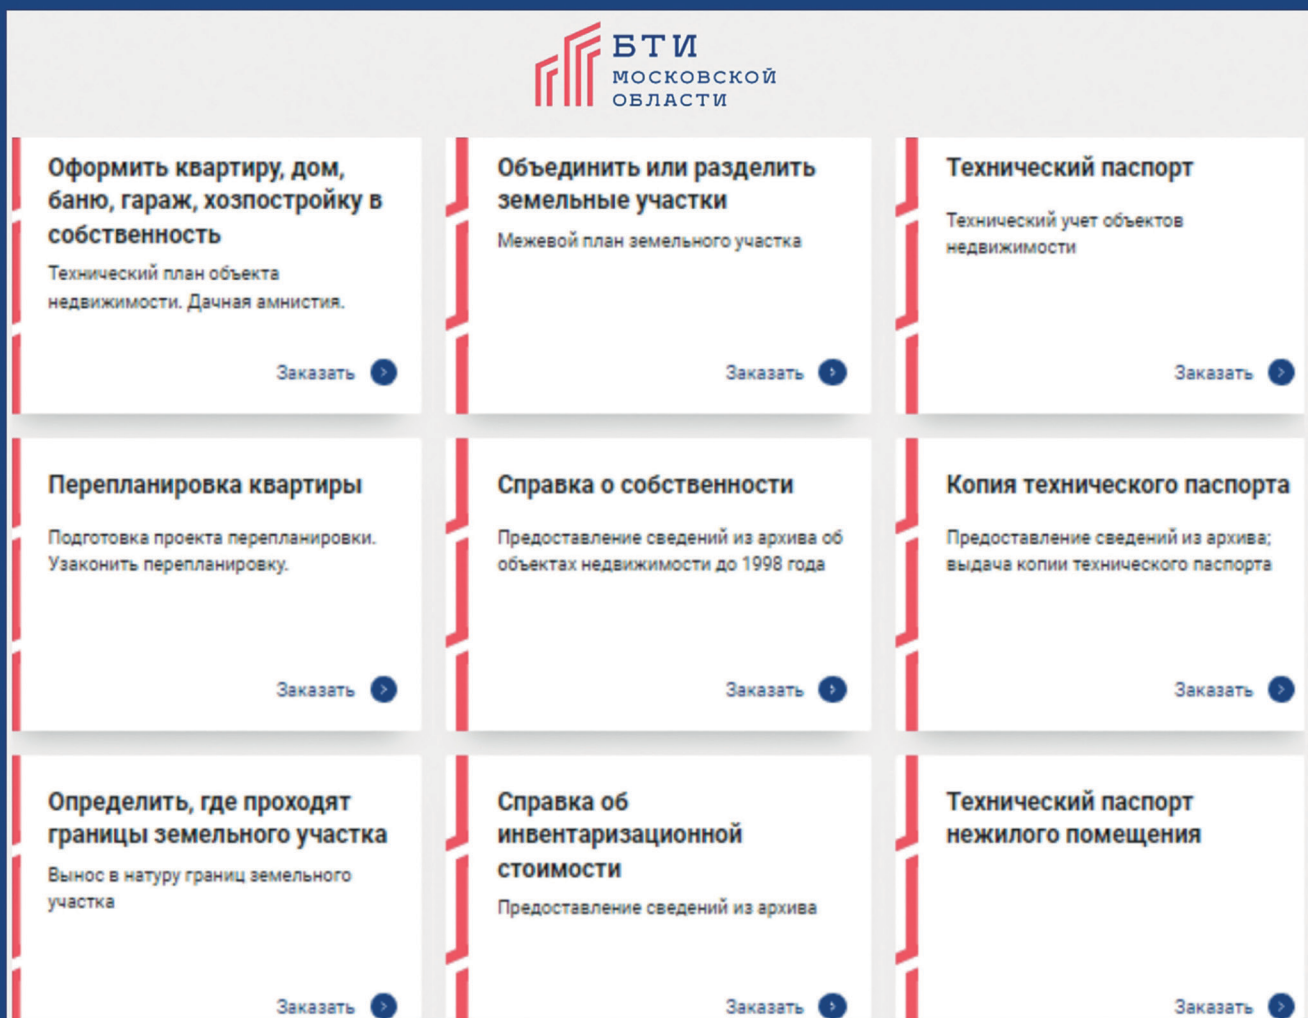 БТИ
МОСКОВСКОЙ
ОБЛАСТИ
Оформить квартиру, дом,
баню, гараж, хозпостройку в
собственность
Технический план объекта
недвижимости. Дачная амнистия.
Заказать
Объединить или разделить
земельные участки
Межевой план земельного участка
Заказать
Технический паспорт
Технический учет объектов
недвижимости
Заказать
Перепланировка квартиры
Подготовка проекта перепланировки.
Узаконить перепланировку.
Заказать
Справка о собственности
Предоставление сведений из архива об
объектах недвижимости до 1998 года
Заказать
Копия технического паспорта
Предоставление сведений из архива;
выдача копии технического паспорта
Заказать
Определить, где проходят
границы земельного участка
Вынос в натуру границ земельного
участка
Заказать
Справка об
инвентаризационной
стоимости
Предоставление сведений из архива
Заказать
Технический паспорт
нежилого помещения
Заказать